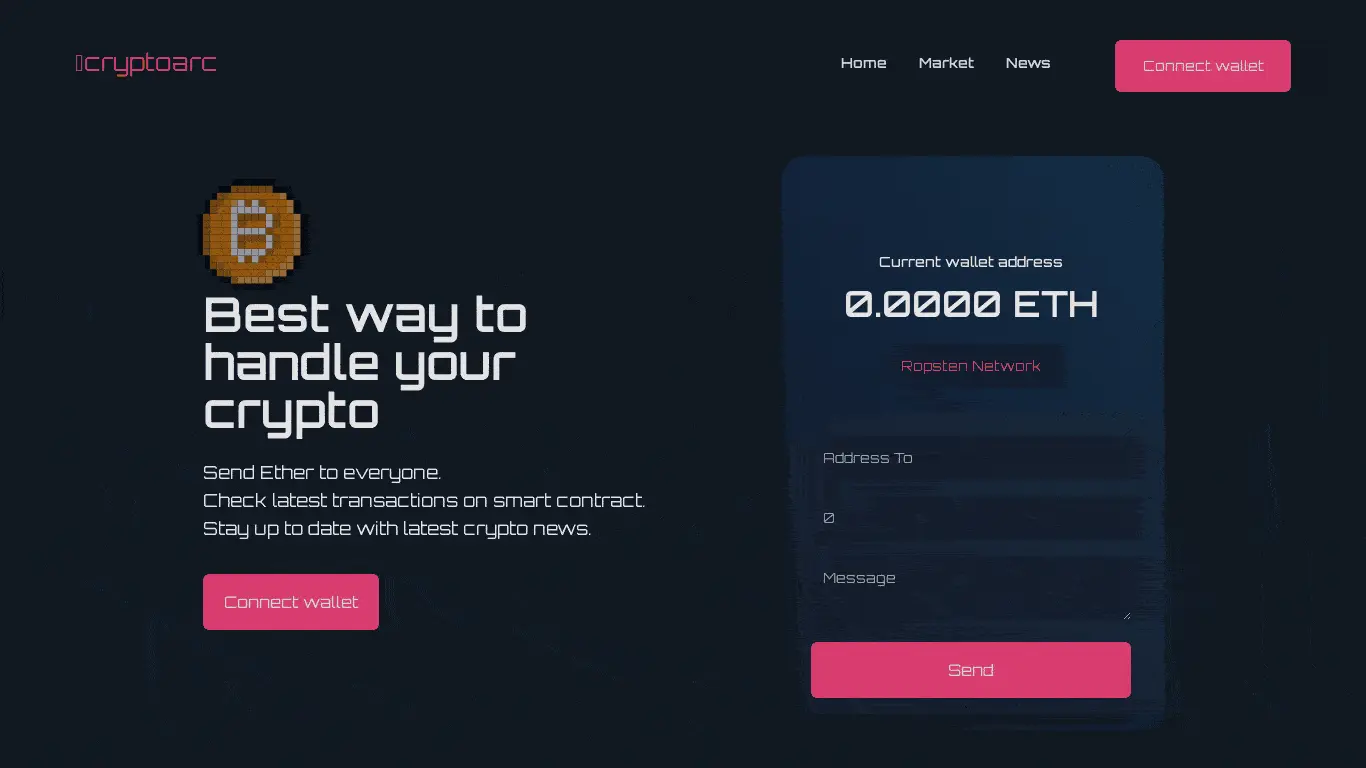 cryptoarc
Home
Market
News
Connect wallet
Best way to
handle your
crypto
Send Ether to everyone.
Check latest transactions on smart contract.
Stay up to date with latest crypto news.
Connect wallet
Current wallet address
0.0000 ETH
Ropsten Network
Address To
0
Message
Send